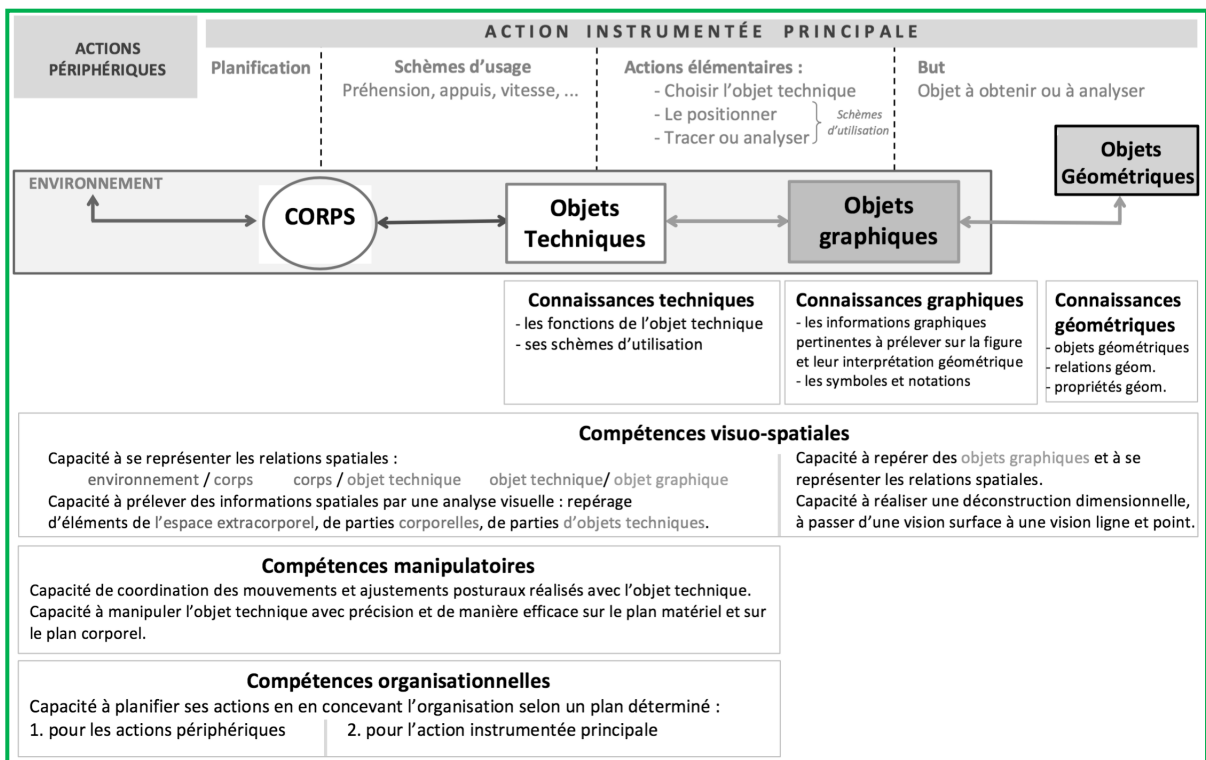 ACTIONS
PÉRIPHÉRIQUES
ACTION INSTRUMENTÉE PRINCIPALE
Planification
Schèmes d'usage
Préhension, appuis, vitesse, ...
Actions élémentaires :
- Choisir l'objet technique
- Le positionner
- Tracer ou analyser
Schèmes
d'utilisation
But
Objet à obtenir ou à analyser
ENVIRONNEMENT
CORPS
Objets
Techniques
Objets
graphiques
Objets
Géométriques
Connaissances techniques
- les fonctions de l'objet technique
- ses schèmes d'utilisation
Connaissances graphiques
- les informations graphiques
pertinentes à prélever sur la figure
et leur interprétation géométrique
- les symboles et notations
Connaissances
géométriques
- objets géométriques
- relations géom.
- propriétés géom.
Compétences visuo-spatiales
Capacité à se représenter les relations spatiales :
environnement / corps corps / objet technique objet technique/ objet graphique
Capacité à prélever des informations spatiales par une analyse visuelle : repérage
d'éléments de l'espace extracorporel, de parties corporelles, de parties d'objets techniques.
Capacité à repérer des objets graphiques et à se
représenter les relations spatiales.
Capacité à réaliser une déconstruction dimensionnelle,
à passer d'une vision surface à une vision ligne et point.
Compétences manipulatoires
Capacité de coordination des mouvements et ajustements posturaux réalisés avec l'objet technique.
Capacité à manipuler l'objet technique avec précision et de manière efficace sur le plan matériel et sur
le plan corporel.
Compétences organisationnelles
Capacité à planifier ses actions en en concevant l'organisation selon un plan déterminé :
1. pour les actions périphériques
2. pour l'action instrumentée principale